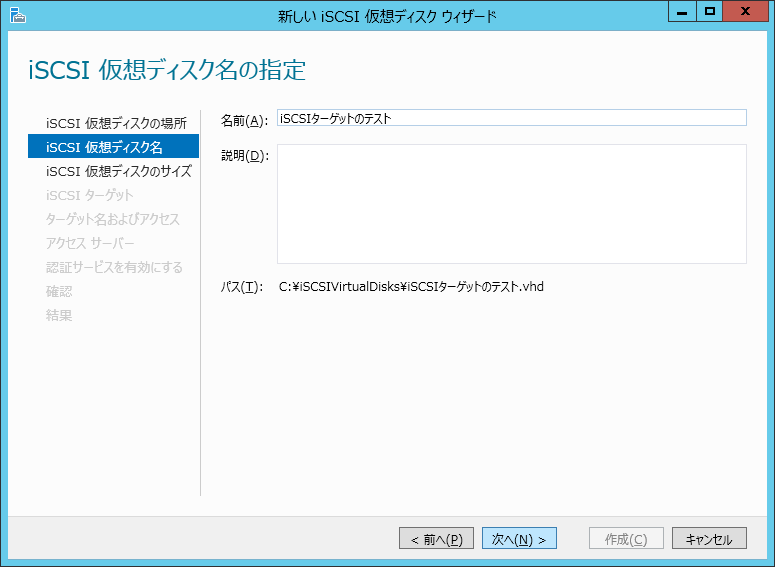 新しい iSCSI 仮想ディスク ウィザード
iSCSI 仮想ディスク名の指定
iSCSI 仮想ディスクの場所
iSCSI 仮想ディスク名
iSCSI 仮想ディスクのサイズ
iSCSI ターゲット
ターゲット名およびアクセス
アクセス サーバー
認証サービスを有効にする
確認
結果
名前(A): iSCSIターゲットのテスト
説明(D):
パス(T): C:¥iSCSIVirtualDisks¥iSCSIターゲットのテスト.vhd
< 前へ(P) 次へ(N) > 作成(C) キャンセル